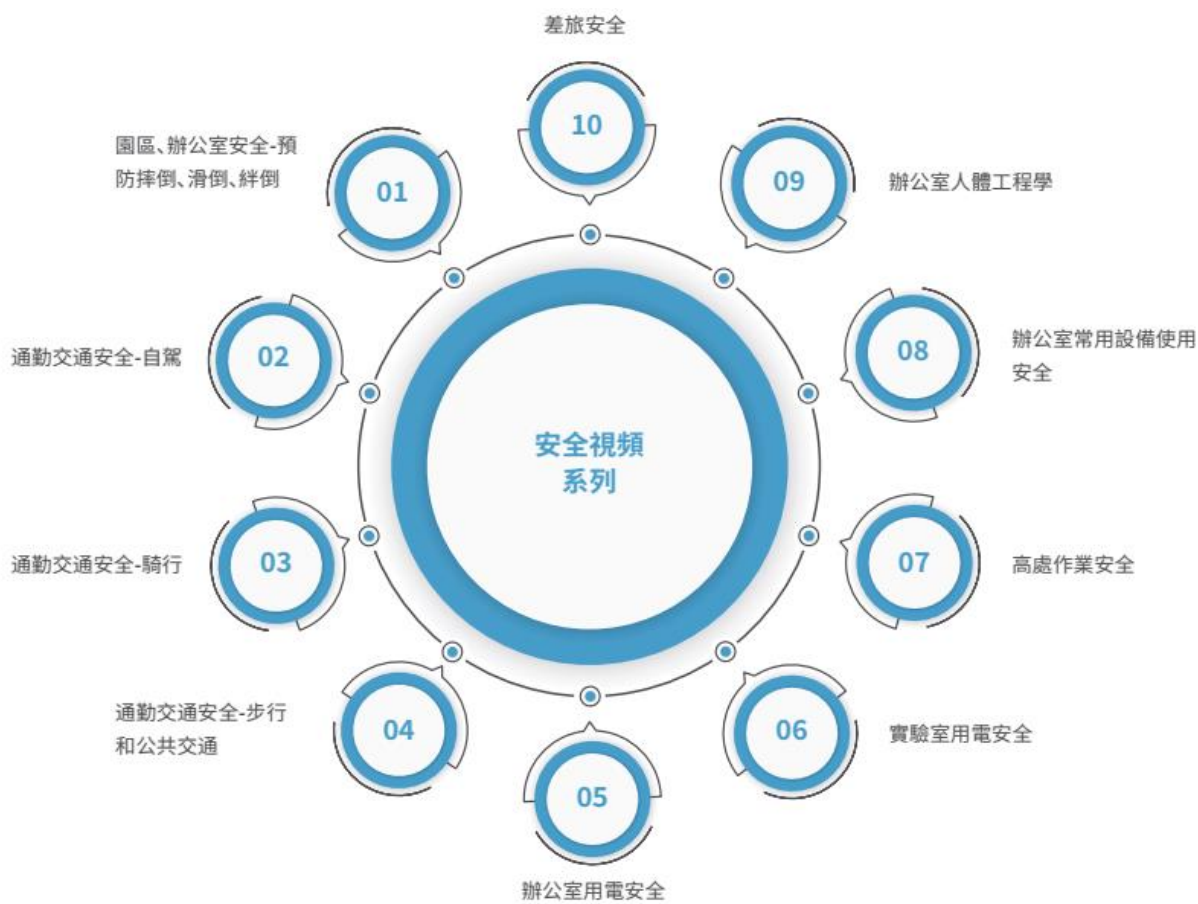 安全視頻
系列
01
園區、辦公室安全-預
防摔倒、滑倒、絆倒
02
通勤交通安全-自駕
03
通勤交通安全-騎行
04
通勤交通安全-步行
和公共交通
05
辦公室用電安全
06
實驗室用電安全
07
高處作業安全
08
辦公室常用設備使用
安全
09
辦公室人體工程學
10
差旅安全